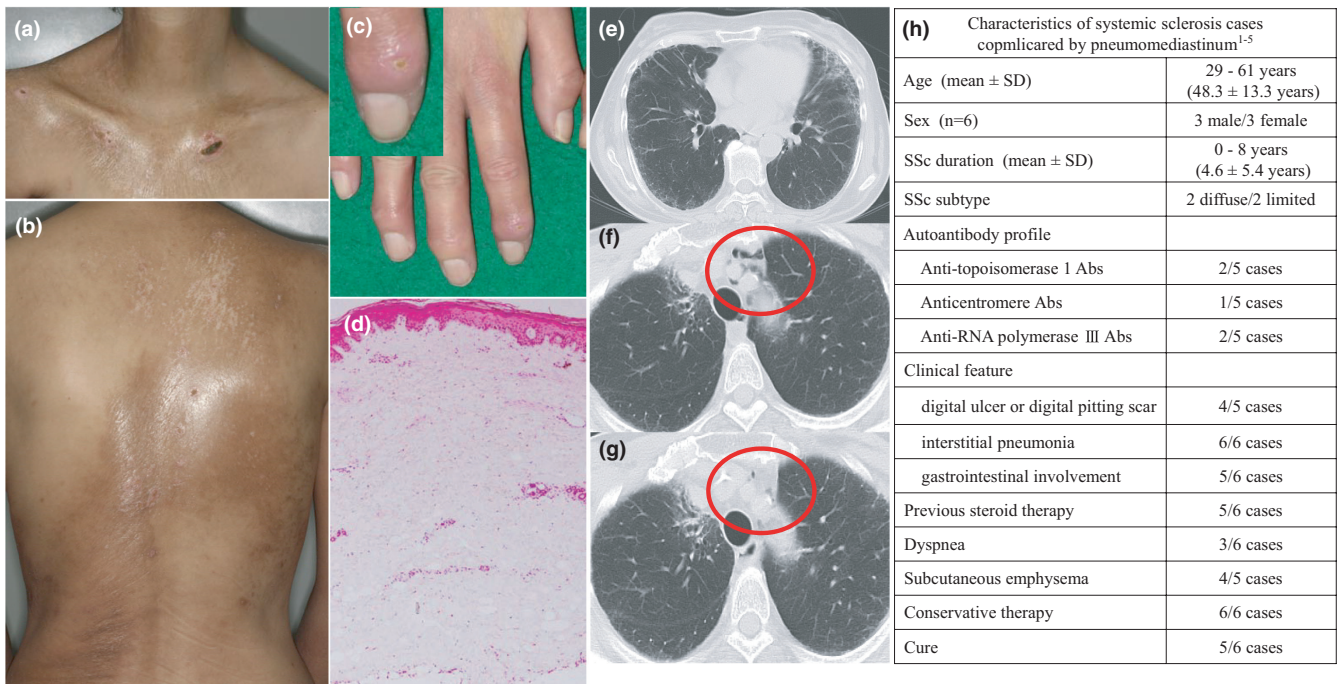 (a)
(b)
(c)
(d)
(e)
(f)
(g)
(h)
Characteristics of systemic sclerosis cases
copmlicared by pneumomediastinum1-5
Age (mean ± SD)
29 - 61 years
(48.3 ± 13.3 years)
Sex (n=6)
3 male/3 female
SSc duration (mean ± SD)
0 - 8 years
(4.6 ± 5.4 years)
SSc subtype
2 diffuse/2 limited
Autoantibody profile
Anti-topoisomerase 1 Abs
2/5 cases
Anticentromere Abs
1/5 cases
Anti-RNA polymerase Ⅲ Abs
2/5 cases
Clinical feature
digital ulcer or digital pitting scar
4/5 cases
interstitial pneumonia
6/6 cases
gastrointestinal involvement
5/6 cases
Previous steroid therapy
5/6 cases
Dyspnea
3/6 cases
Subcutaneous emphysema
4/5 cases
Conservative therapy
6/6 cases
Cure
5/6 cases